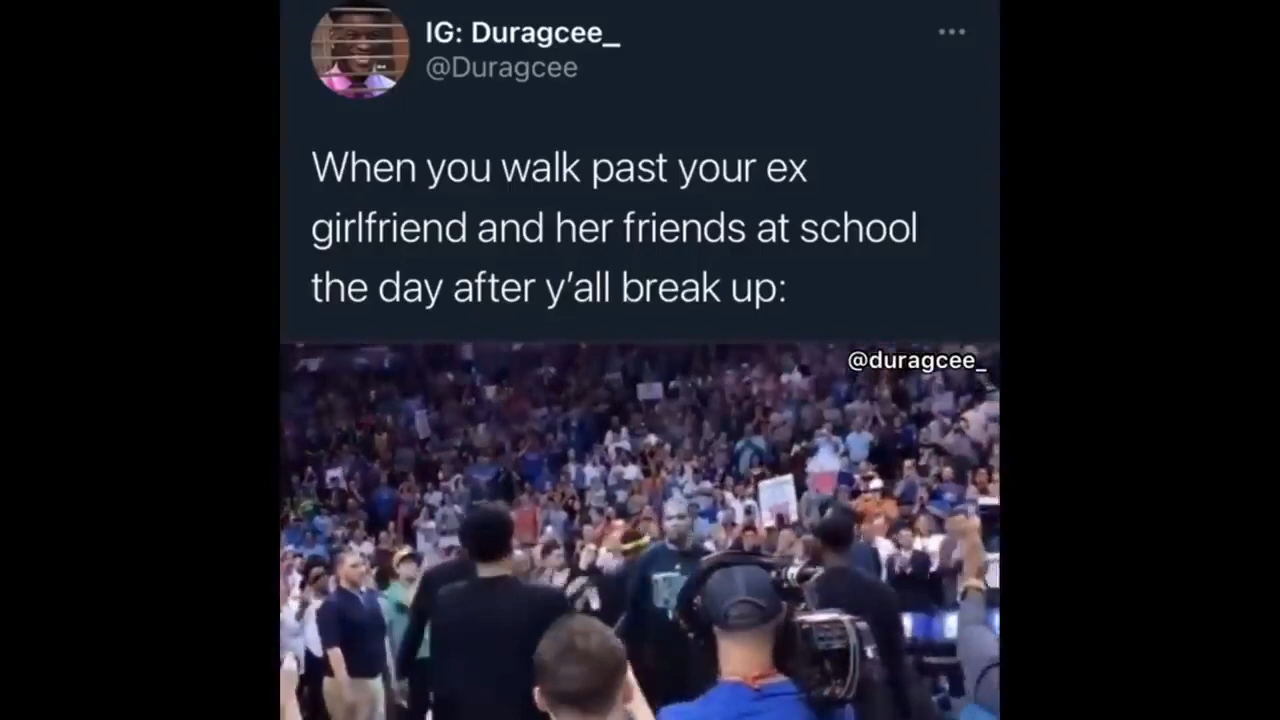 IG: Duragcee_
@Duragcee
When you walk past your ex
girlfriend and her friends at school
the day after y’all break up:
@duragcee_